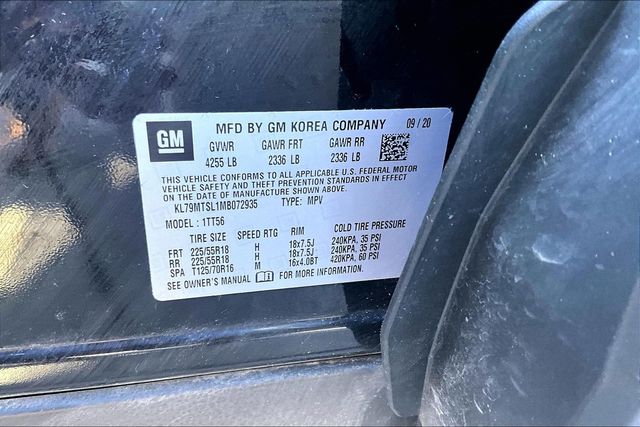 GM
MFD BY GM KOREA COMPANY 09/20
GVWR GAWR FRT GAWR RR
4255 LB 2336 LB 2336 LB
THIS VEHICLE CONFORMS TO ALL APPLICABLE U.S. FEDERAL MOTOR
VEHICLE SAFETY AND THEFT PREVENTION STANDARDS IN EFFECT
ON THE DATE OF MANUFACTURE SHOWN ABOVE.
KL79MTSL1MB072935 TYPE: MPV
MODEL : 1TT56
TIRE SIZE SPEED RTG RIM COLD TIRE PRESSURE
FRT 225/55R18 H 18x7.5J 240KPA, 35 PSI
RR 225/55R18 H 18x7.5J 240KPA, 35 PSI
SPA T125/70R16 M 16x4.0BT 420KPA, 60 PSI
SEE OWNER'S MANUAL FOR MORE INFORMATION.